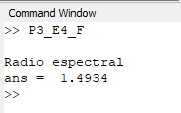 Command Window
>> P3_E4_F
Radio espectral
ans =  1.4934
>>